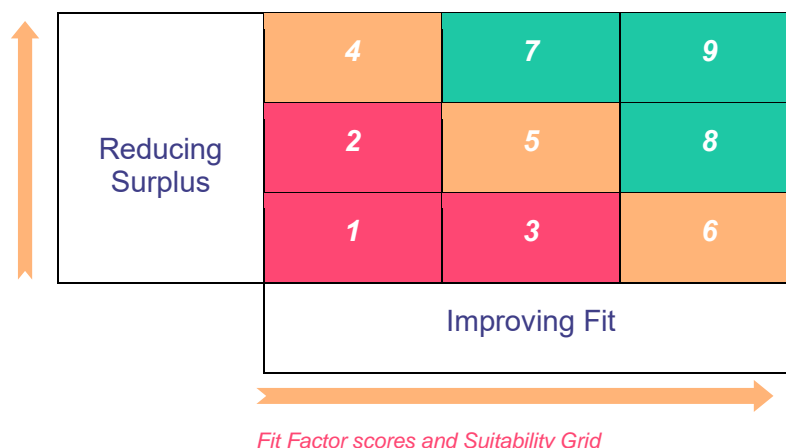 4 7 9
Reducing
Surplus
2 5 8
1 3 6
Improving Fit
Fit Factor scores and Suitability Grid